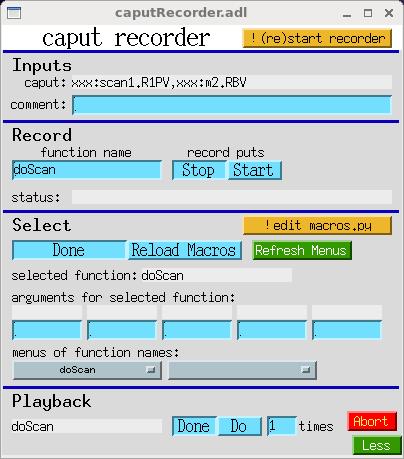 caputRecorder.adl
caput recorder
! (re)start recorder
Inputs
caput: xxx:scan1.R1PV,xxx:m2.RBV
comment:
Record
function name record puts
doScan Stop Start
status:
Select !edit macros.py
Done Reload Macros Refresh Menus
selected function: doScan
arguments for selected function:
menus of function names:
doScan
Playback
doScan Done Do 1 times Abort
Less